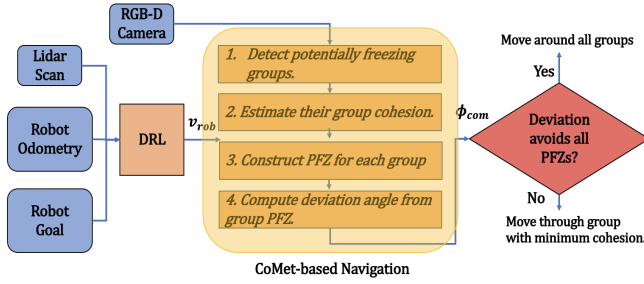 RGB-D
Camera
Lidar
Scan
Robot
Odometry
Robot
Goal
DRL
v_rob
1. Detect potentially freezing
groups.
2. Estimate their group cohesion.
3. Construct PFZ for each group
4. Compute deviation angle from
group PFZ.
CoMet-based Navigation
ϕ_com
Move around all groups
Yes
Deviation
avoids all
PFZs?
No
Move through group
with minimum cohesion.